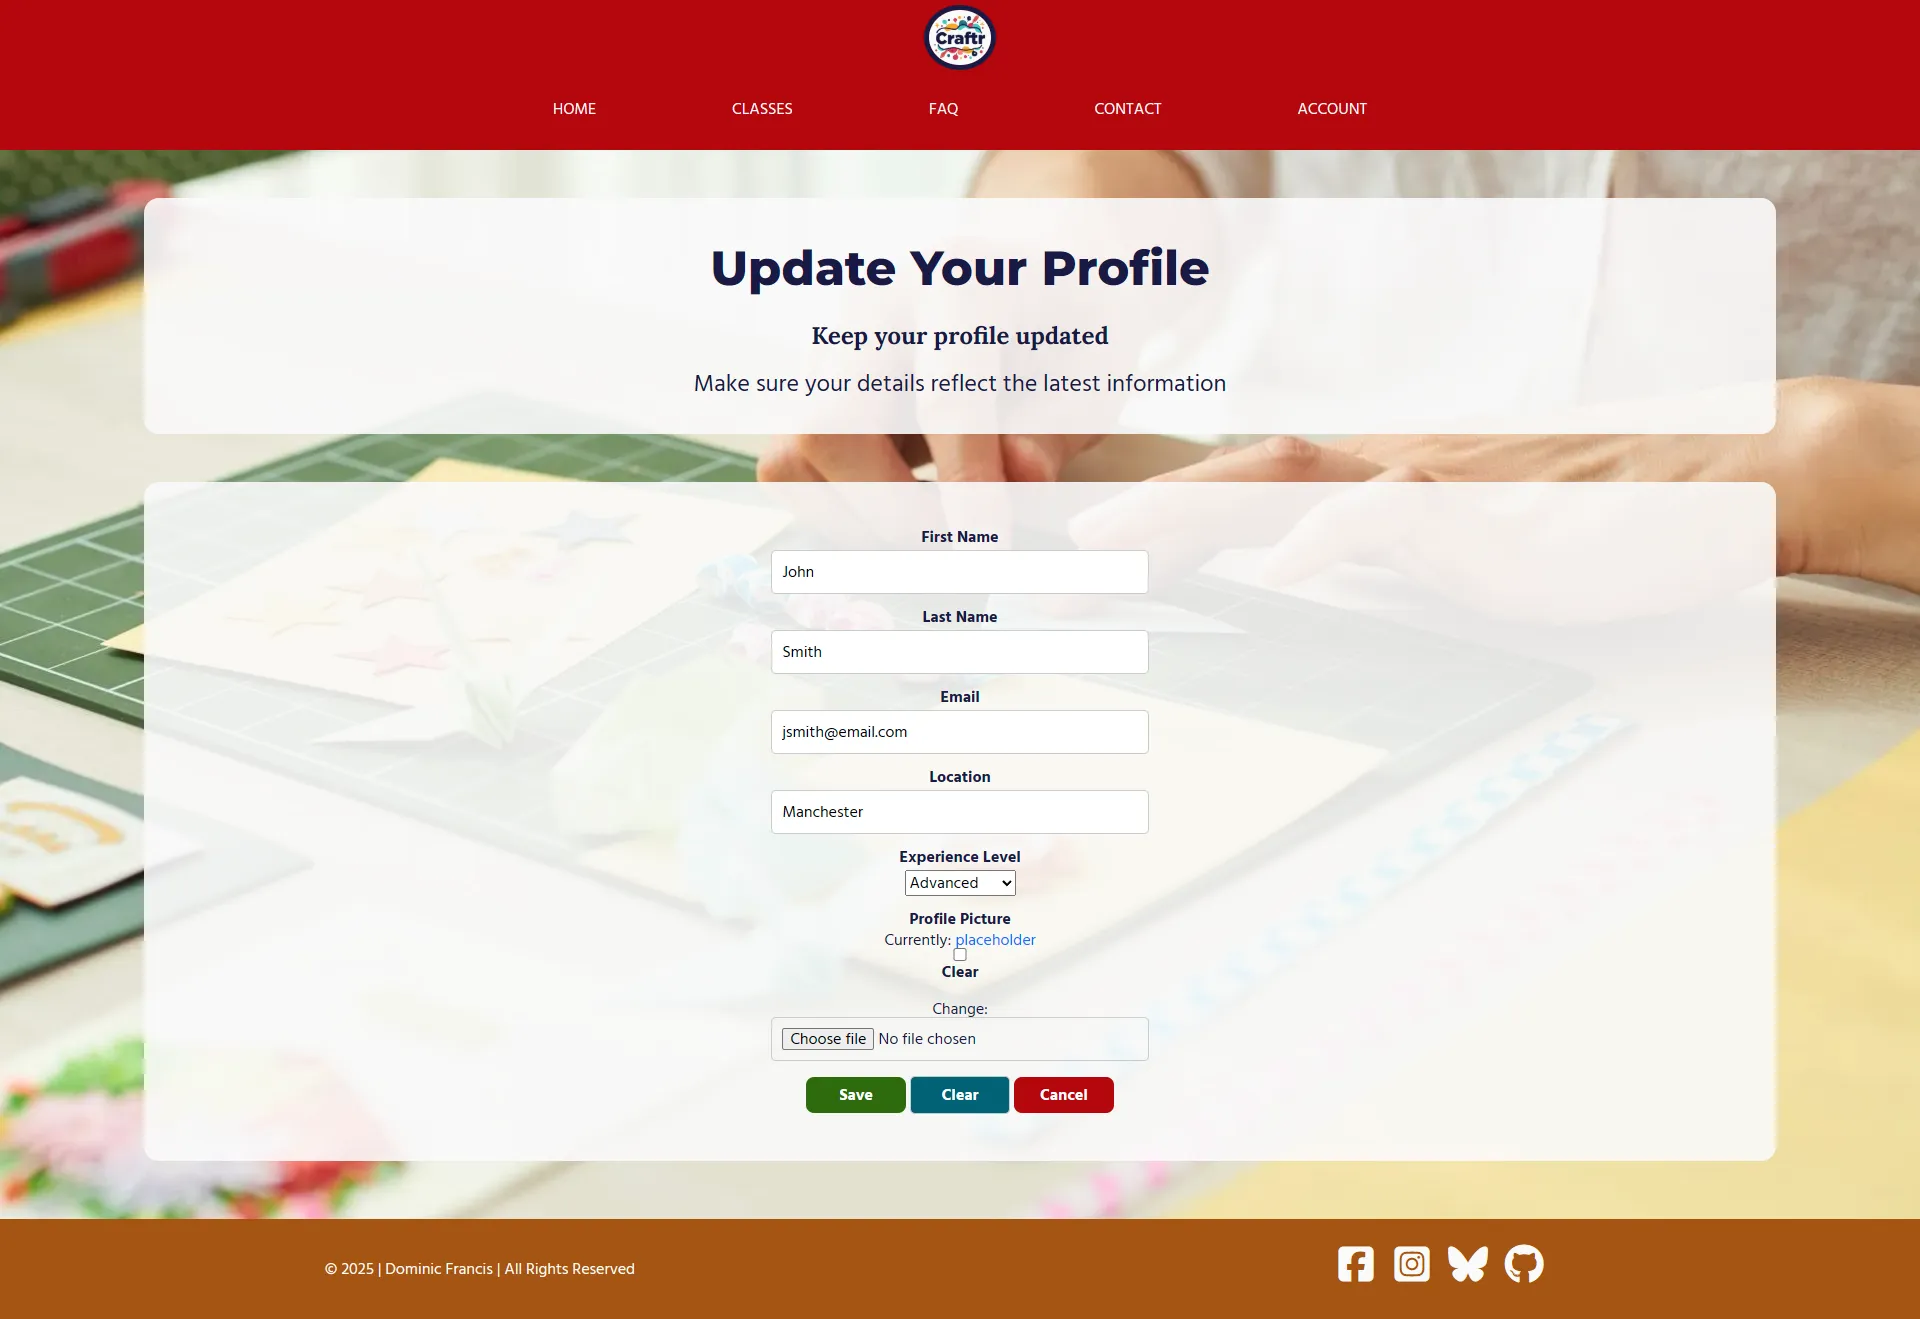 Craftr
HOME CLASSES FAQ CONTACT ACCOUNT
Update Your Profile
Keep your profile updated
Make sure your details reflect the latest information
First Name
John
Last Name
Smith
Email
jsmith@email.com
Location
Manchester
Experience Level
Advanced
Profile Picture
Currently: placeholder
Clear
Change:
Choose file No file chosen
Save Clear Cancel
© 2025 | Dominic Francis | All Rights Reserved